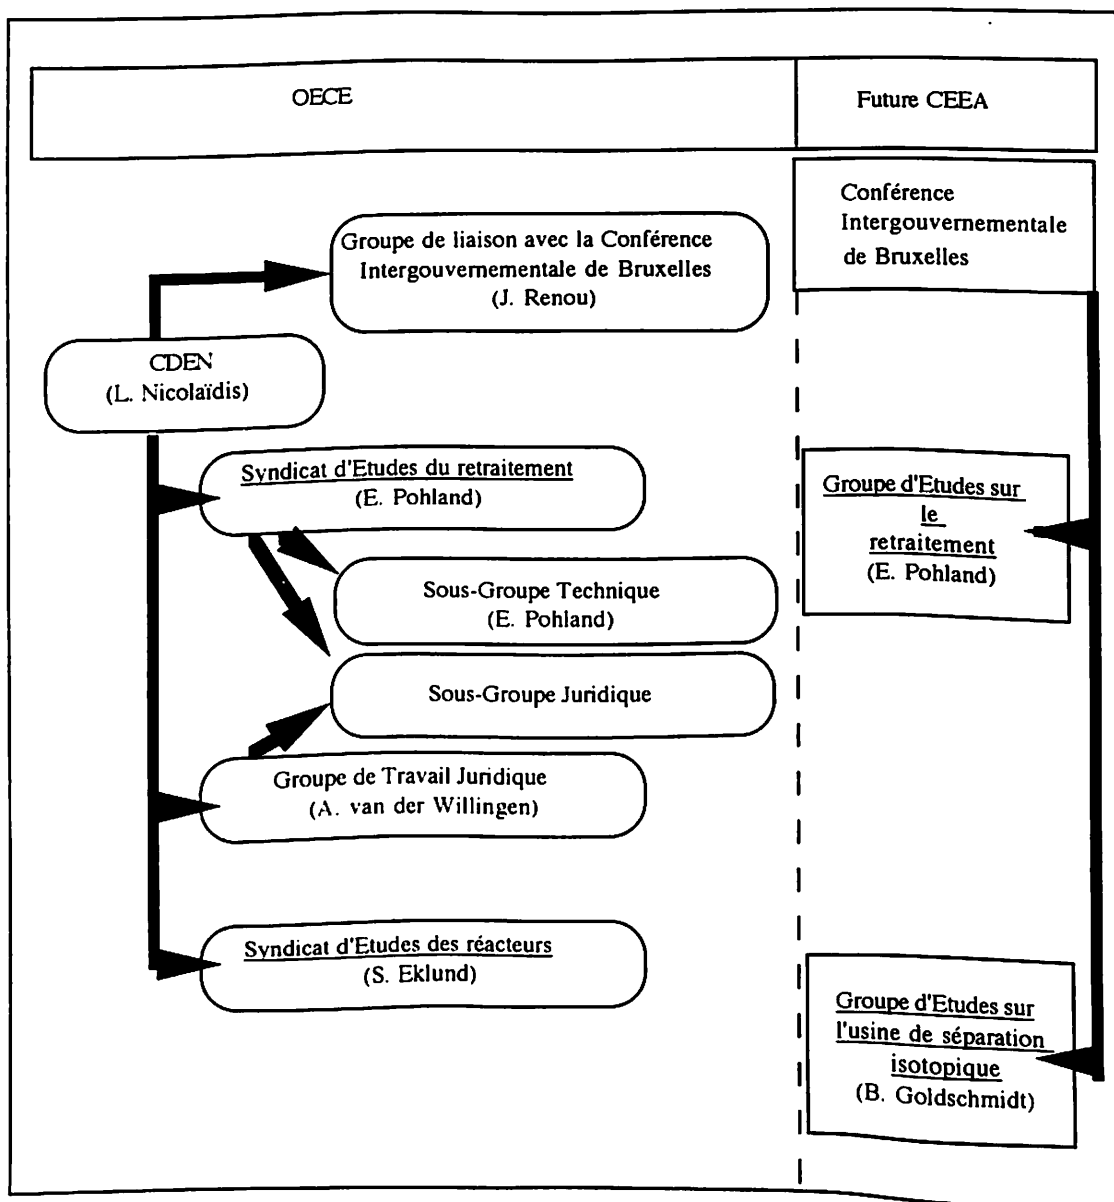 OECE
Future CEEA
Conférence
Intergouvernementale
de Bruxelles
Groupe de liaison avec la Conférence
Intergouvernementale de Bruxelles
(J. Renou)
CDEN
(L. Nicolaïdis)
Syndicat d'Etudes du retraitement
(E. Pohland)
Groupe d'Etudes sur
le
retraitement
(E. Pohland)
Sous-Groupe Technique
(E. Pohland)
Sous-Groupe Juridique
Groupe de Travail Juridique
(A. van der Willingen)
Syndicat d'Etudes des réacteurs
(S. Eklund)
Groupe d'Etudes sur
l'usine de séparation
isotopique
(B. Goldschmidt)